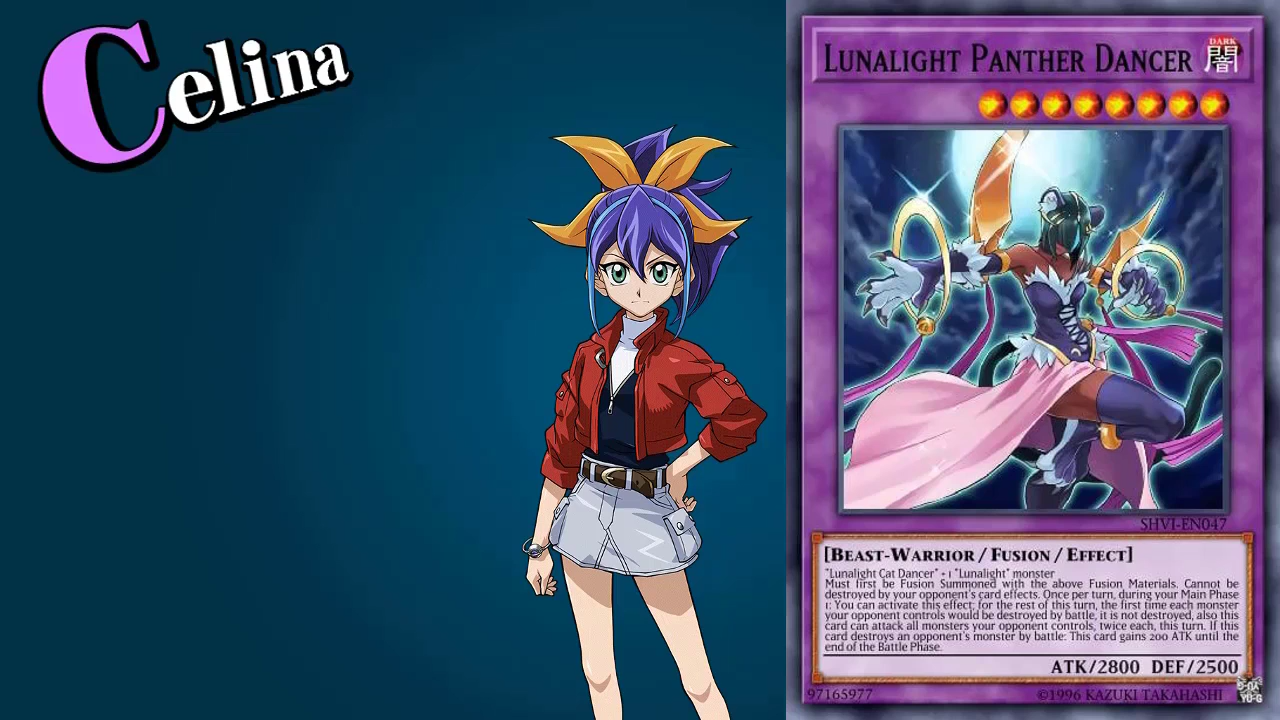 Celina
LUNALIGHT PANTHER DANCER
DARK
闇
SHVI-EN047
[BEAST-WARRIOR / FUSION / EFFECT]
"Lunalight Cat Dancer" + 1 "Lunalight" monster
Must first be Fusion Summoned with the above Fusion Materials. Cannot be
destroyed by your opponent's card effects. Once per turn, during your Main Phase
1: You can activate this effect; for the rest of this turn, the first time each monster
your opponent controls would be destroyed by battle, it is not destroyed, also this
card can attack all monsters your opponent controls, twice each, this turn. If this
card destroys an opponent's monster by battle: This card gains 200 ATK until the
end of the Battle Phase.
ATK/2800 DEF/2500
97165977
©1996 KAZUKI TAKAHASHI